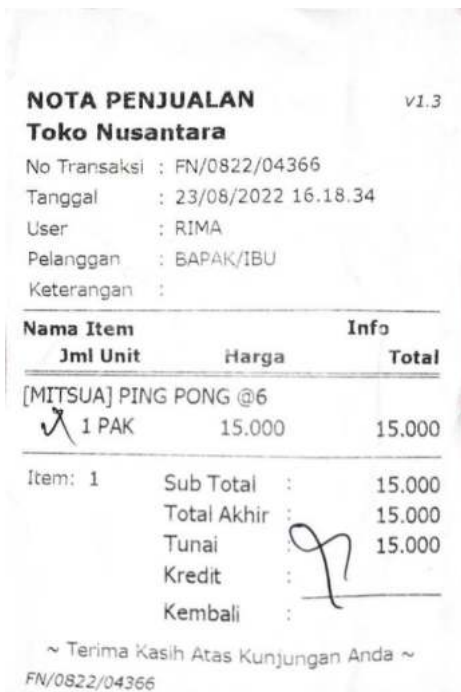 NOTA PENJUALAN V1.3
Toko Nusantara
No Transaksi : FN/0822/04366
Tanggal : 23/08/2022 16.18.34
User : RIMA
Pelanggan : BAPAK/IBU
Keterangan :
Nama Item Info
Jml Unit Harga Total
[MITSUA] PING PONG @6
1 PAK 15.000 15.000
Item: 1 Sub Total : 15.000
Total Akhir : 15.000
Tunai : 15.000
Kredit :
Kembali :
~ Terima Kasih Atas Kunjungan Anda ~
FN/0822/04366